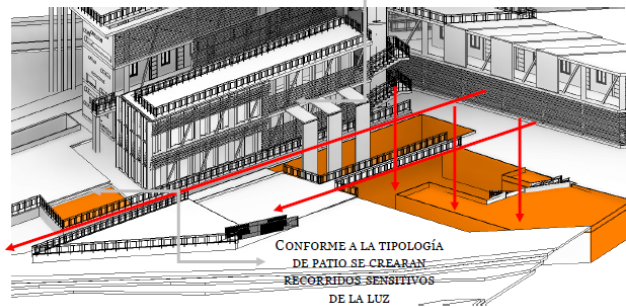 CONFORME A LA TIPOLOGÍA
DE PATIO SE CREARAN
RECORRIDOS SENSITIVOS
DE LA LUZ